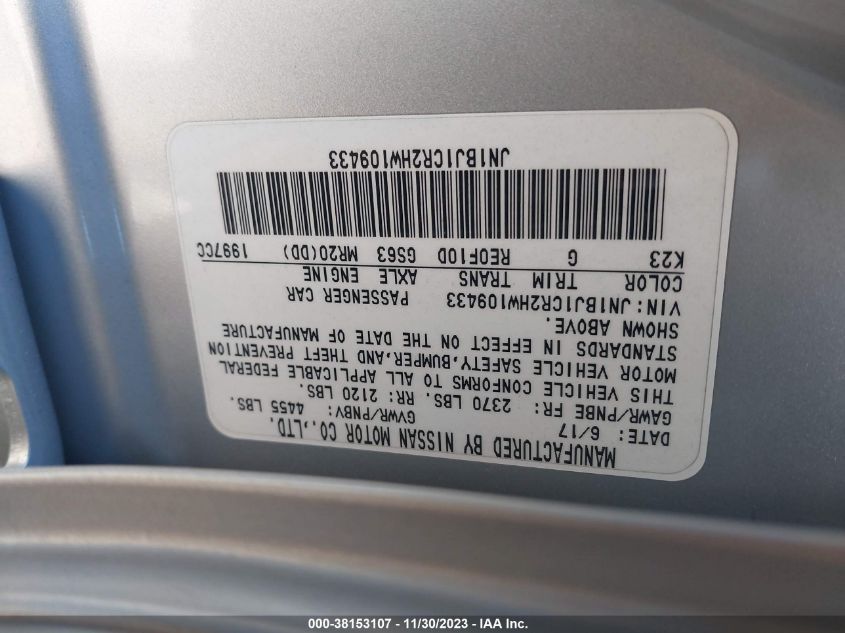 MANUFACTURED BY NISSAN MOTOR CO.,LTD.
DATE: 6/17 GVWR/PNBV: 4455 LBS.
GAWR/PNBE FR: 2370 LBS. RR: 2120 LBS.
THIS VEHICLE CONFORMS TO ALL APPLICABLE FEDERAL
MOTOR VEHICLE SAFETY,BUMPER,AND THEFT PREVENTION
STANDARDS IN EFFECT ON THE DATE OF MANUFACTURE
SHOWN ABOVE.
VIN:JN1BJ1CR2HW109433 PASSENGER CAR
COLOR TRIM TRANS AXLE ENGINE
K23 G RE0F10D GS63 MR20(DD) 1997CC
JN1BJ1CR2HW109433
000-38153107 - 11/30/2023 - IAA Inc.